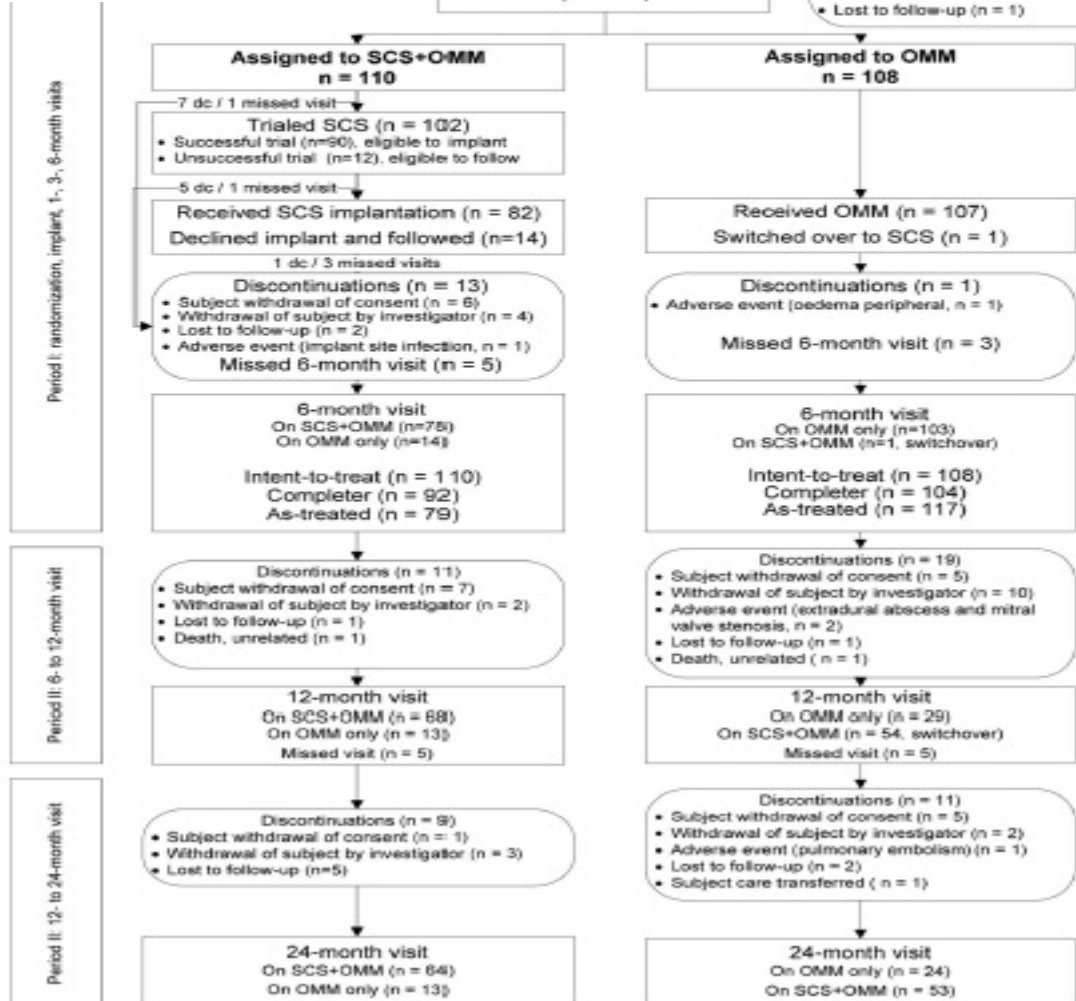 • Lost to follow-up (n = 1)
Assigned to SCS+OMM
n = 110
Assigned to OMM
n = 108
7 dc / 1 missed visit
Trialed SCS (n = 102)
• Successful trial (n=90), eligible to implant
• Unsuccessful trial (n=12), eligible to follow
5 dc / 1 missed visit
Received SCS implantation (n = 82)
Declined implant and followed (n=14)
Received OMM (n = 107)
Switched over to SCS (n = 1)
1 dc / 3 missed visits
Discontinuations (n = 13)
• Subject withdrawal of consent (n = 6)
• Withdrawal of subject by investigator (n = 4)
• Lost to follow-up (n = 2)
• Adverse event (implant site infection, n = 1)
Missed 6-month visit (n = 5)
Discontinuations (n = 1)
• Adverse event (oedema peripheral, n = 1)
Missed 6-month visit (n = 3)
Period I: randomization, implant, 1-, 3-, 6-month visits
6-month visit
On SCS+OMM (n=78)
On OMM only (n=14)
Intent-to-treat (n = 110)
Completer (n = 92)
As-treated (n = 79)
6-month visit
On OMM only (n=103)
On SCS+OMM (n=1, switchover)
Intent-to-treat (n = 108)
Completer (n = 104)
As-treated (n = 117)
Period II: 6- to 12-month visit
Discontinuations (n = 11)
• Subject withdrawal of consent (n = 7)
• Withdrawal of subject by investigator (n = 2)
• Lost to follow-up (n = 1)
• Death, unrelated (n = 1)
Discontinuations (n = 19)
• Subject withdrawal of consent (n = 5)
• Withdrawal of subject by investigator (n = 10)
• Adverse event (extradural abscess and mitral
valve stenosis, n = 2)
• Lost to follow-up (n = 1)
• Death, unrelated ( n = 1)
12-month visit
On SCS+OMM (n = 68)
On OMM only (n = 13)
Missed visit (n = 5)
12-month visit
On OMM only (n = 29)
On SCS+OMM (n = 54, switchover)
Missed visit (n = 5)
Period II: 12- to 24-month visit
Discontinuations (n = 9)
• Subject withdrawal of consent (n = 1)
• Withdrawal of subject by investigator (n = 3)
• Lost to follow-up (n=5)
Discontinuations (n = 11)
• Subject withdrawal of consent (n = 5)
• Withdrawal of subject by investigator (n = 2)
• Adverse event (pulmonary embolism) (n = 1)
• Lost to follow-up (n = 2)
• Subject care transferred ( n = 1)
24-month visit
On SCS+OMM (n = 64)
On OMM only (n = 13)
24-month visit
On OMM only (n = 24)
On SCS+OMM (n = 53)